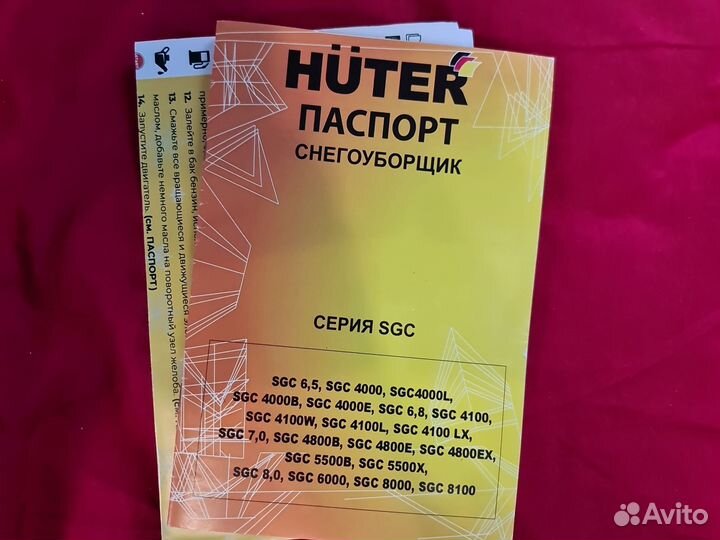 HÜTER
ПАСПОРТ
СНЕГОУБОРЩИК
СЕРИЯ SGC
SGC 6,5, SGC 4000, SGC4000L,
SGC 4000B, SGC 4000E, SGC 6,8, SGC 4100,
SGC 4100W, SGC 4100L, SGC 4100 LX,
SGC 7,0, SGC 4800B, SGC 4800E, SGC 4800EX,
SGC 5500B, SGC 5500X,
SGC 8,0, SGC 6000, SGC 8000, SGC 8100
12. Залейте в бак бензин,
13. Смажьте все вращающиеся и движущиеся
маслом, добавьте немного масла на поворотный узел желоба.
14. Запустите двигатель. (см. ПАСПОРТ)
Avito